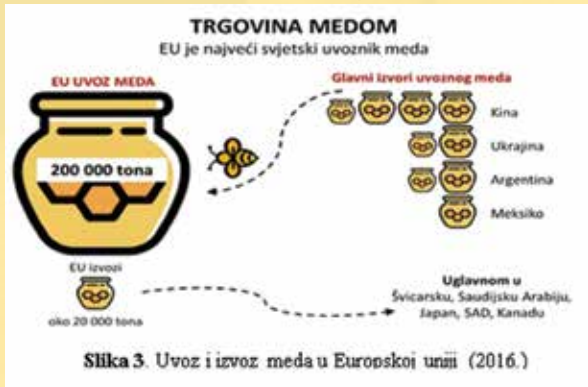 TRGOVINA MEDOM
EU je najveći svjetski uvoznik meda
EU UVOZ MEDA
200 000 tona
Glavni izvori uvoznog meda
Kina
Ukrajina
Argentina
Meksiko
EU izvozi
oko 20 000 tona
Uglavnom u
Švicarsku, Saudijsku Arabiju,
Japan, SAD, Kanadu
Slika 3. Uvoz i izvoz meda u Europskoj uniji (2016.)